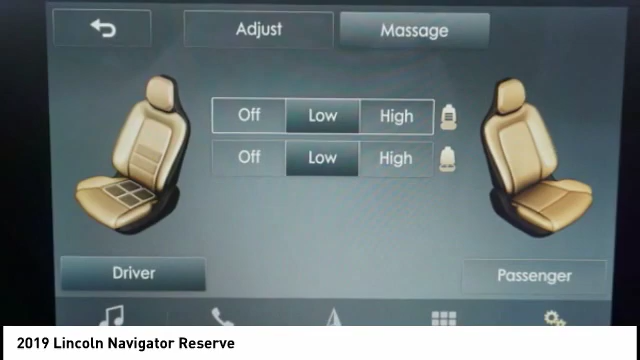 Adjust
Massage
Off Low High
Off Low High
Driver
Passenger
2019 Lincoln Navigator Reserve